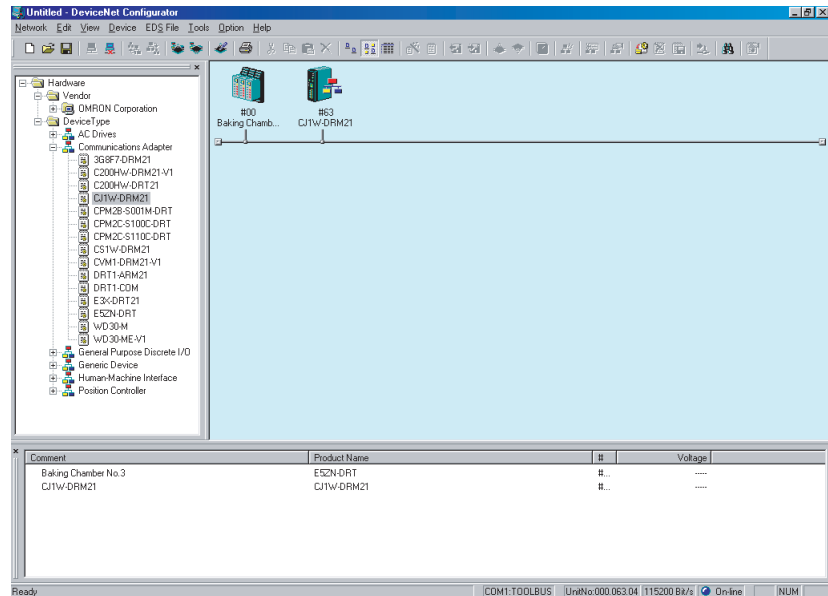 Untitled - DeviceNet Configurator
Network Edit View Device EDS File Tools Option Help
Hardware
Vendor
OMRON Corporation
DeviceType
AC Drives
Communications Adapter
3G8F7-DRM21
C200HW-DRM21-V1
C200HW-DRT21
CJ1W-DRM21
CPM2B-S001M-DRT
CPM2C-S100C-DRT
CPM2C-S110C-DRT
CS1W-DRM21
CVM1-DRM21-V1
DRT1-ARM21
DRT1-COM
E3X-DRT21
E5ZN-DRT
WD30-M
WD30-ME-V1
General Purpose Discrete I/O
Generic Device
Human-Machine Interface
Position Controller
#00
Baking Chamb...
#63
CJ1W-DRM21
Comment Product Name # Voltage
Baking Chamber No.3 E5ZN-DRT #... -----
CJ1W-DRM21 CJ1W-DRM21 #... -----
Ready COM1:TOOLBUS UnitNo:000.063.04 115200 Bit/s On-line NUM